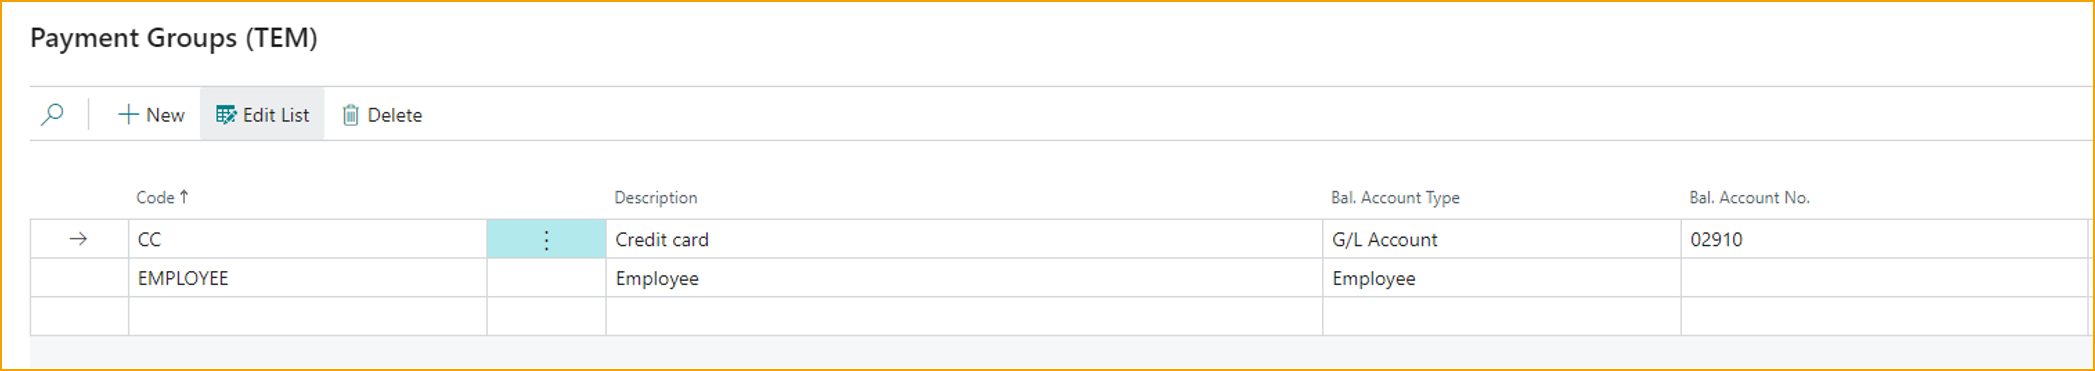 Payment Groups (TEM)
New Edit List Delete
Code↑ Description Bal. Account Type Bal. Account No.
CC Credit card G/L Account 02910
EMPLOYEE Employee Employee